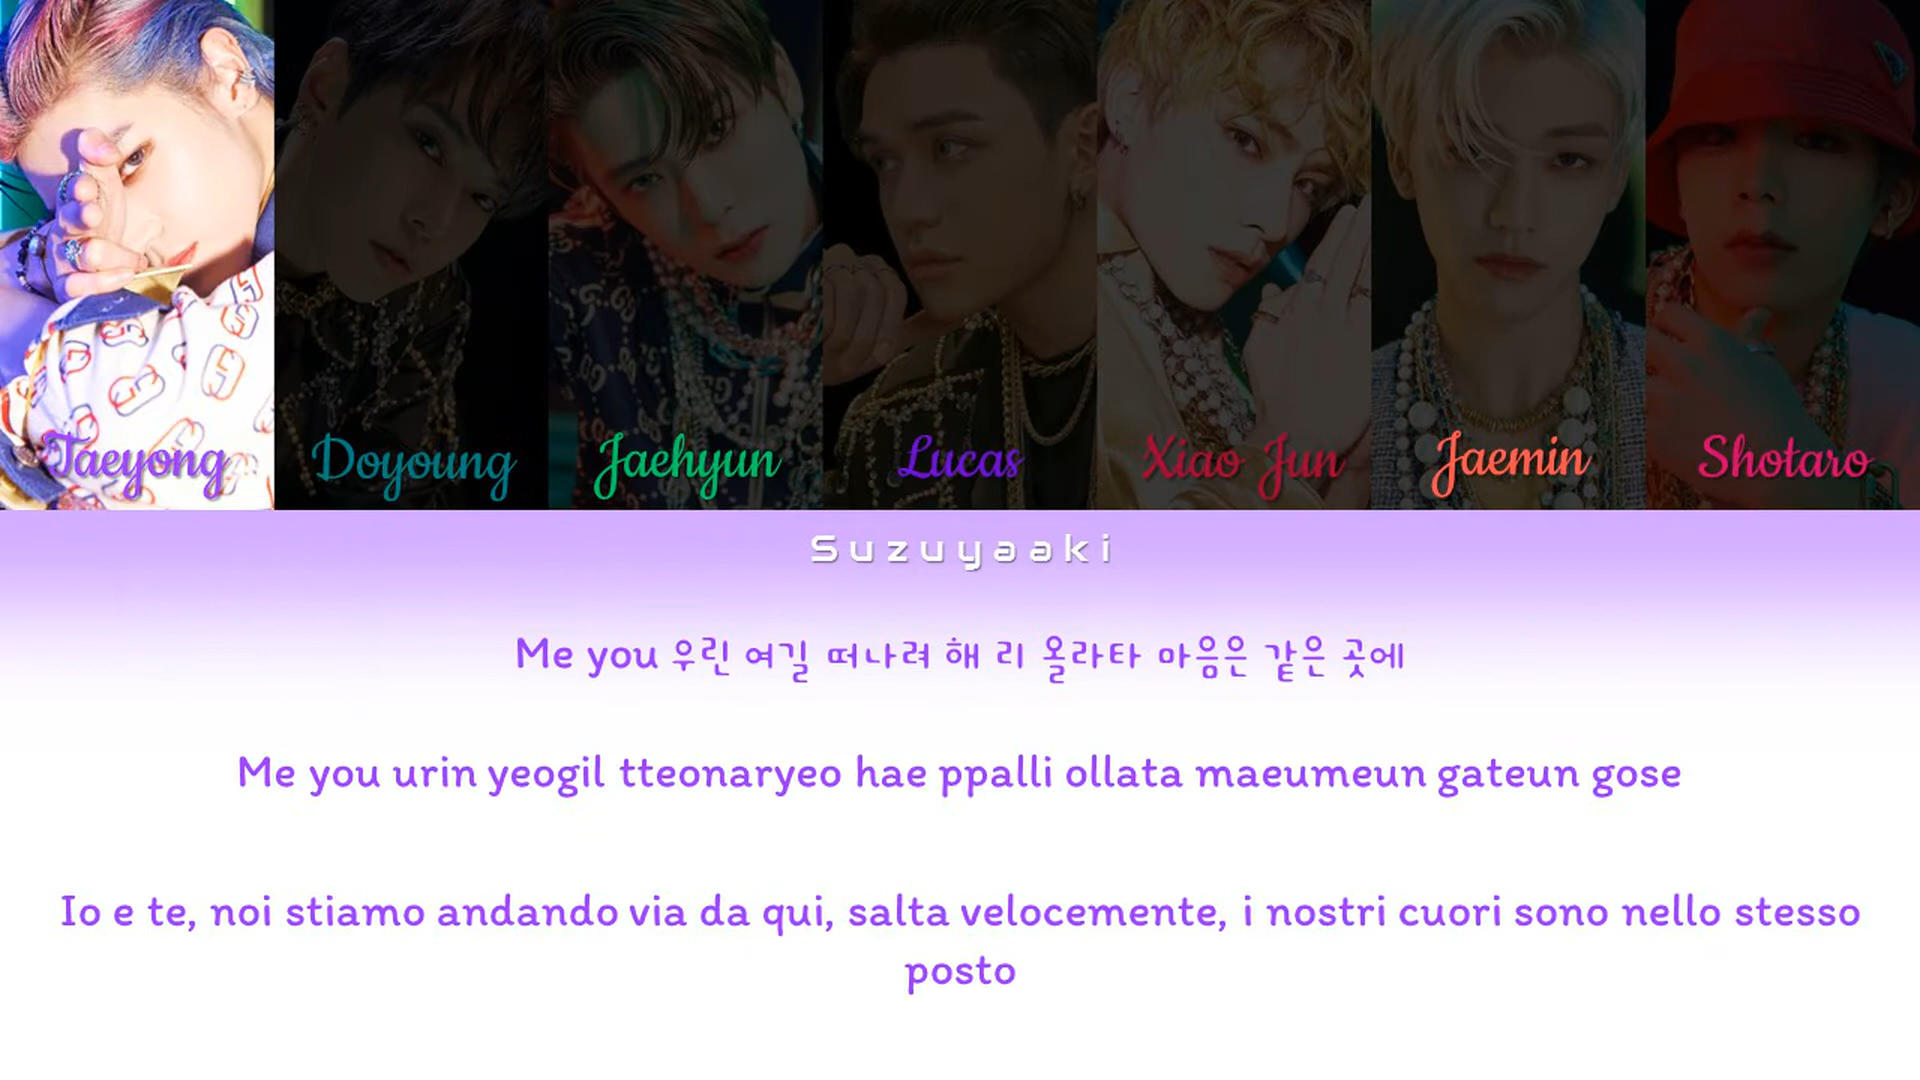 Taeyong Doyoung Jaehyun Lucas Xiao Jun Jaemin Shotaro
Suzuyaaki
Me you 우린 여길 떠나려 해 리 올라타 마음은 같은 곳에
Me you urin yeogil tteonaryeo hae ppalli ollata maeumeun gateun gose
Io e te, noi stiamo andando via da qui, salta velocemente, i nostri cuori sono nello stesso
posto